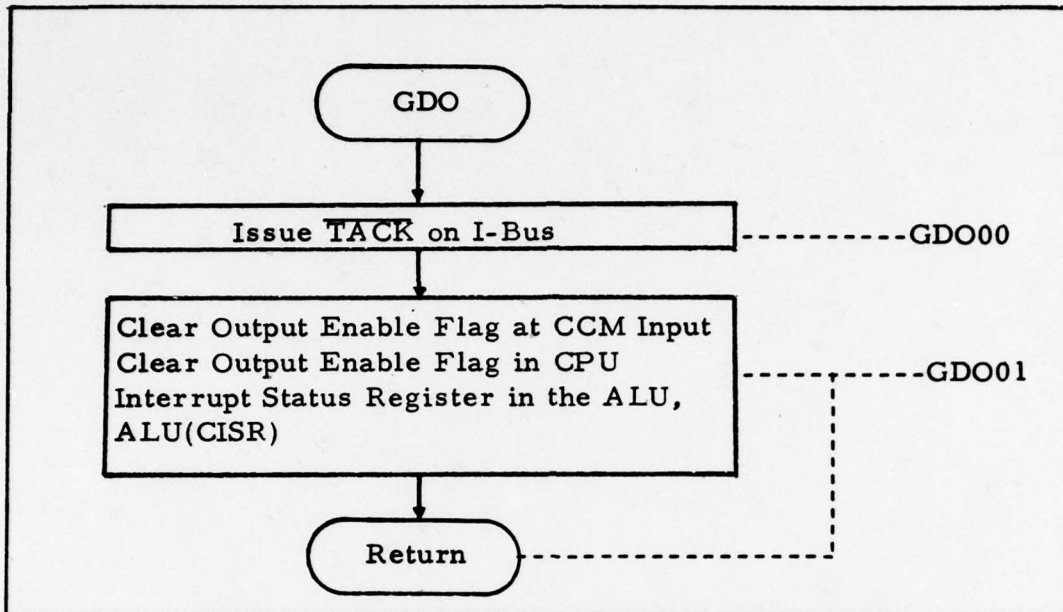 GDO
Issue T̅A̅C̅K̅ on I-Bus
GDO00
Clear Output Enable Flag at CCM Input
Clear Output Enable Flag in CPU
Interrupt Status Register in the ALU,
ALU(CISR)
GDO01
Return